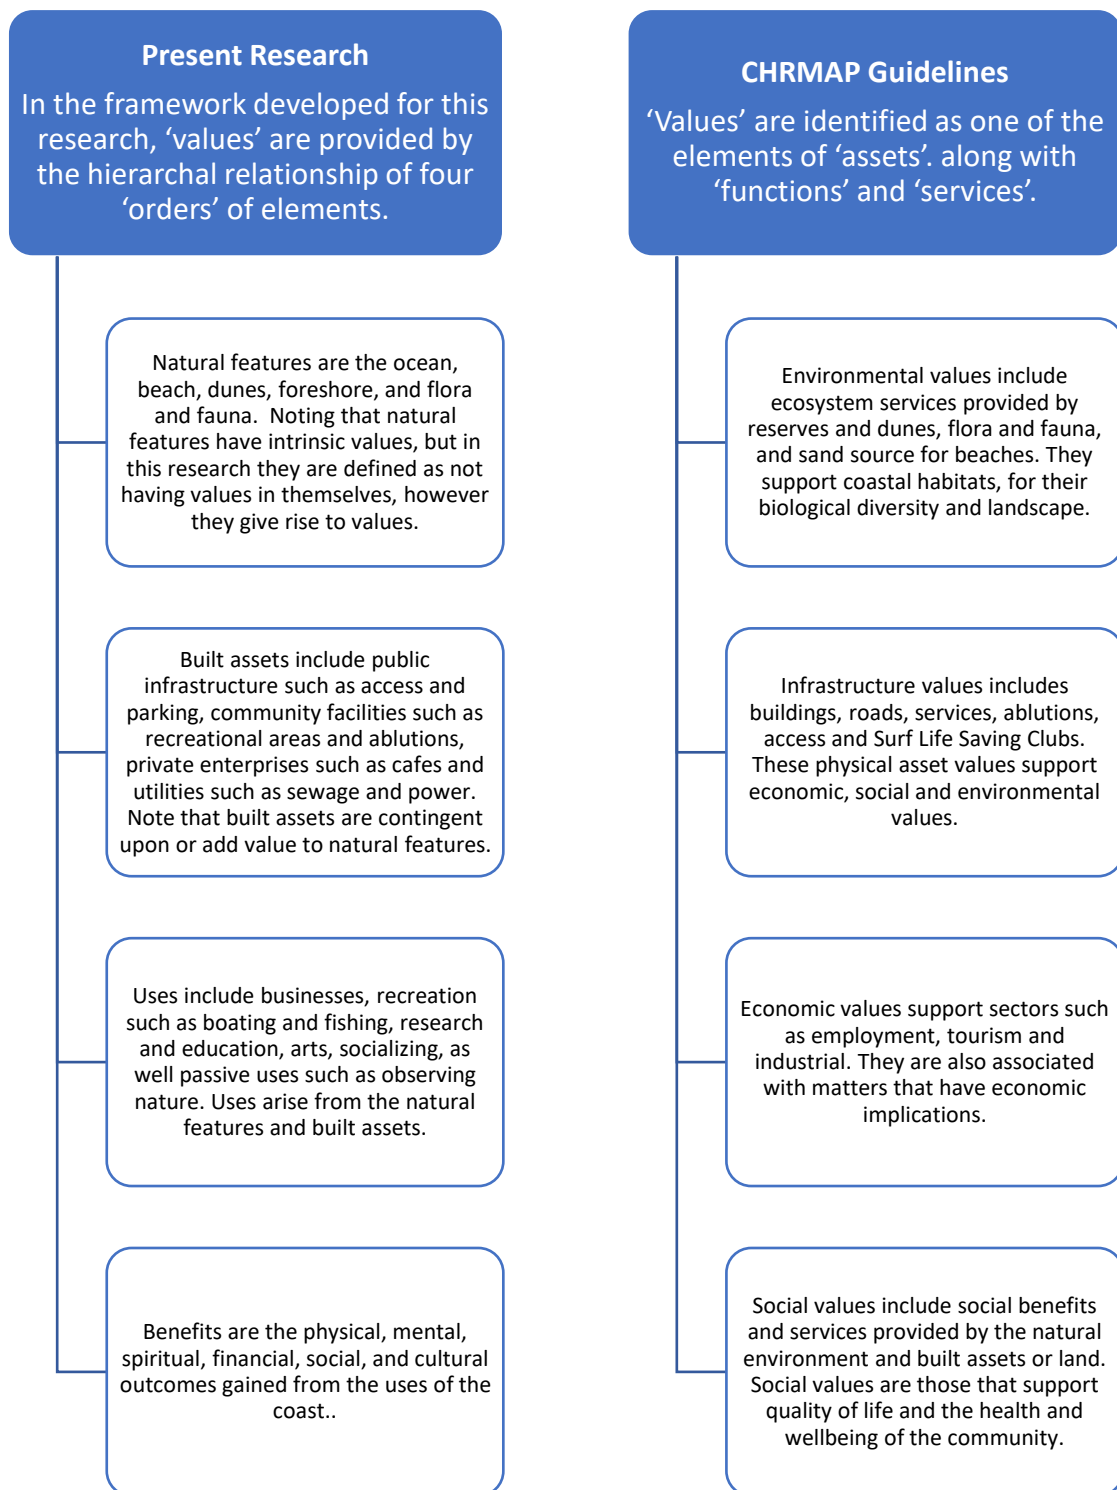 Present Research
In the framework developed for this
research, ‘values’ are provided by
the hierarchal relationship of four
‘orders’ of elements.
Natural features are the ocean,
beach, dunes, foreshore, and flora
and fauna.  Noting that natural
features have intrinsic values, but in
this research they are defined as not
having values in themselves, however
they give rise to values.
Built assets include public
infrastructure such as access and
parking, community facilities such as
recreational areas and ablutions,
private enterprises such as cafes and
utilities such as sewage and power.
Note that built assets are contingent
upon or add value to natural features.
Uses include businesses, recreation
such as boating and fishing, research
and education, arts, socializing, as
well passive uses such as observing
nature. Uses arise from the natural
features and built assets.
Benefits are the physical, mental,
spiritual, financial, social, and cultural
outcomes gained from the uses of the
coast..
CHRMAP Guidelines
‘Values’ are identified as one of the
elements of ‘assets’. along with
‘functions’ and ‘services’.
Environmental values include
ecosystem services provided by
reserves and dunes, flora and fauna,
and sand source for beaches. They
support coastal habitats, for their
biological diversity and landscape.
Infrastructure values includes
buildings, roads, services, ablutions,
access and Surf Life Saving Clubs.
These physical asset values support
economic, social and environmental
values.
Economic values support sectors such
as employment, tourism and
industrial. They are also associated
with matters that have economic
implications.
Social values include social benefits
and services provided by the natural
environment and built assets or land.
Social values are those that support
quality of life and the health and
wellbeing of the community.